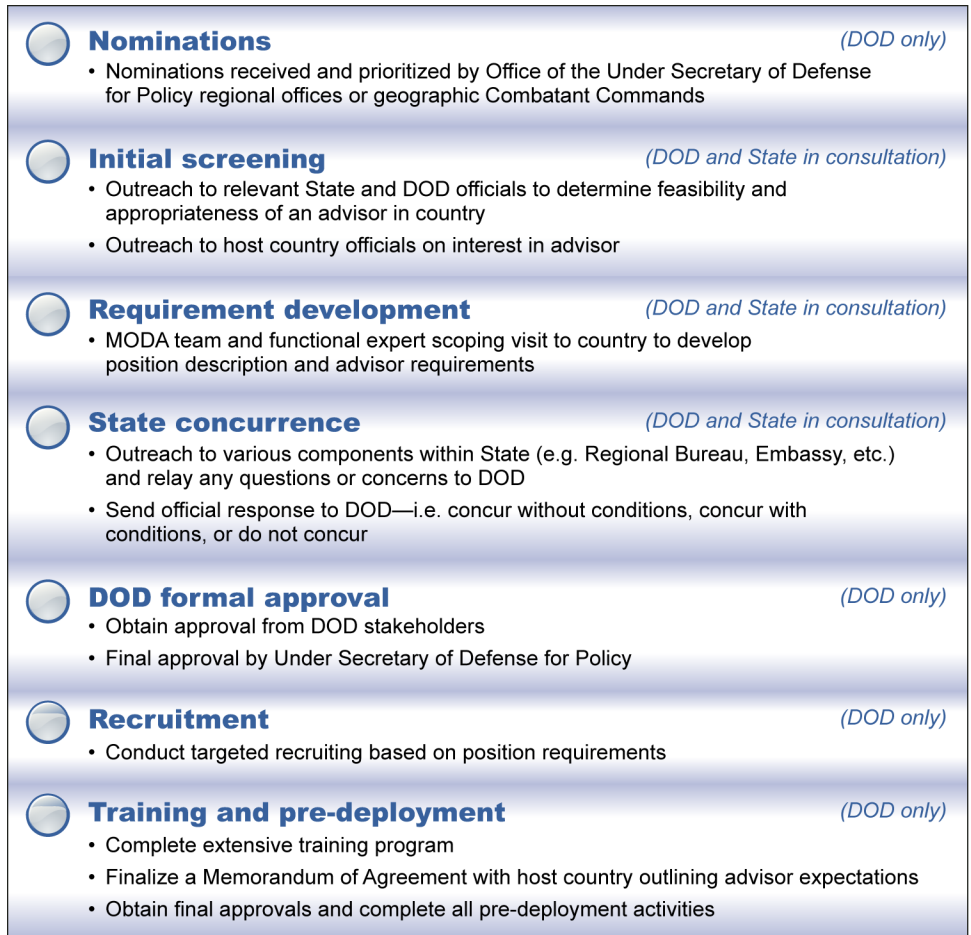 Nominations (DOD only)
• Nominations received and prioritized by Office of the Under Secretary of Defense
for Policy regional offices or geographic Combatant Commands
Initial screening (DOD and State in consultation)
• Outreach to relevant State and DOD officials to determine feasibility and
appropriateness of an advisor in country
• Outreach to host country officials on interest in advisor
Requirement development (DOD and State in consultation)
• MODA team and functional expert scoping visit to country to develop
position description and advisor requirements
State concurrence (DOD and State in consultation)
• Outreach to various components within State (e.g. Regional Bureau, Embassy, etc.)
and relay any questions or concerns to DOD
• Send official response to DOD—i.e. concur without conditions, concur with
conditions, or do not concur
DOD formal approval (DOD only)
• Obtain approval from DOD stakeholders
• Final approval by Under Secretary of Defense for Policy
Recruitment (DOD only)
• Conduct targeted recruiting based on position requirements
Training and pre-deployment (DOD only)
• Complete extensive training program
• Finalize a Memorandum of Agreement with host country outlining advisor expectations
• Obtain final approvals and complete all pre-deployment activities